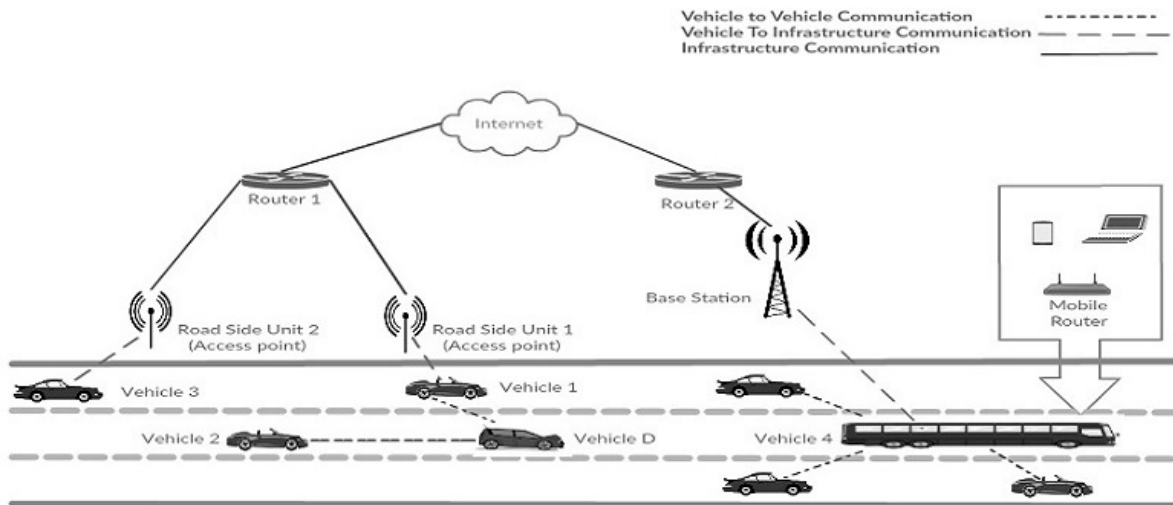 Vehicle to Vehicle Communication
Vehicle To Infrastructure Communication
Infrastructure Communication
Internet
Router 1
Router 2
Base Station
Mobile
Router
Road Side Unit 2
(Access point)
Road Side Unit 1
(Access point)
Vehicle 3
Vehicle 1
Vehicle 2
Vehicle D
Vehicle 4